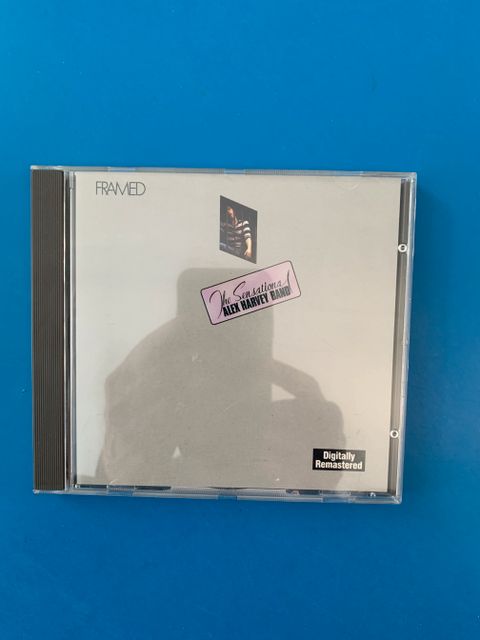 FRAMED
The Sensational
ALEX HARVEY BAND
Digitally
Remastered